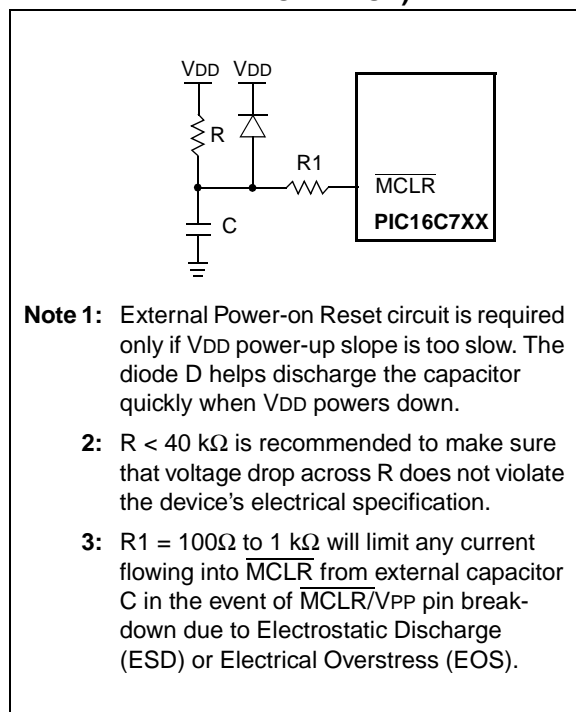 VDD VDD
R
R1
C
MCLR
PIC16C7XX
Note 1: External Power-on Reset circuit is required
only if VDD power-up slope is too slow. The
diode D helps discharge the capacitor
quickly when VDD powers down.
2: R < 40 kΩ is recommended to make sure
that voltage drop across R does not violate
the device's electrical specification.
3: R1 = 100Ω to 1 kΩ will limit any current
flowing into MCLR from external capacitor
C in the event of MCLR/VPP pin break-
down due to Electrostatic Discharge
(ESD) or Electrical Overstress (EOS).